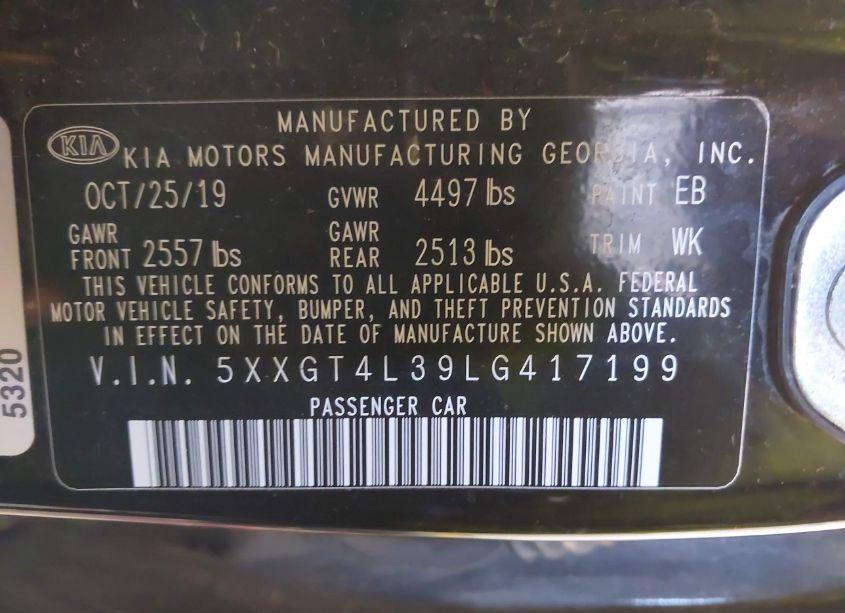 MANUFACTURED BY
KIA KIA MOTORS MANUFACTURING GEORGIA, INC.
OCT/25/19 GVWR 4497 lbs PAINT EB
GAWR FRONT 2557 lbs GAWR REAR 2513 lbs TRIM WK
THIS VEHICLE CONFORMS TO ALL APPLICABLE U.S.A. FEDERAL
MOTOR VEHICLE SAFETY, BUMPER, AND THEFT PREVENTION STANDARDS
IN EFFECT ON THE DATE OF MANUFACTURE SHOWN ABOVE.
V.I.N. 5XXGT4L39LG417199
PASSENGER CAR
5320